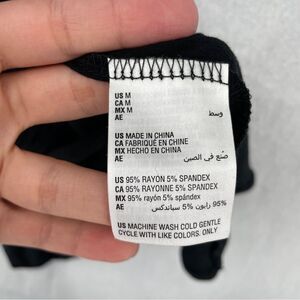 US M
CA M
MX M
AE وسط
US MADE IN CHINA
CA FABRIQUÉ EN CHINE
MX HECHO EN CHINA
AE صنع في الصين
US 95% RAYON 5% SPANDEX
CA 95% RAYONNE 5% SPANDEX
MX 95% rayón 5% spandex
AE 95% رايون 5% سباندكس
US MACHINE WASH COLD GENTLE
CYCLE WITH LIKE COLORS. ONLY